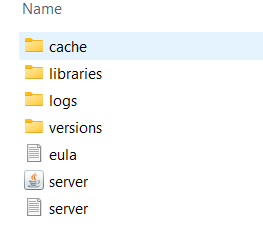 Name
cache
libraries
logs
versions
eula
server
server